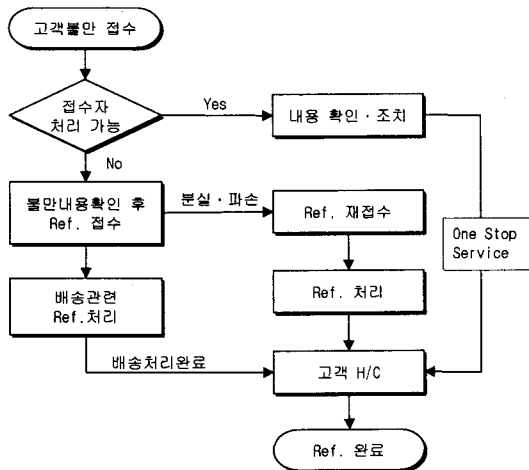 고객불만 접수
접수자
처리 가능
Yes
내용 확인·조치
No
불만내용확인 후
Ref. 접수
분실·파손
Ref. 재접수
One Stop
Service
배송관련
Ref.처리
Ref. 처리
배송처리완료
고객 H/C
Ref. 완료